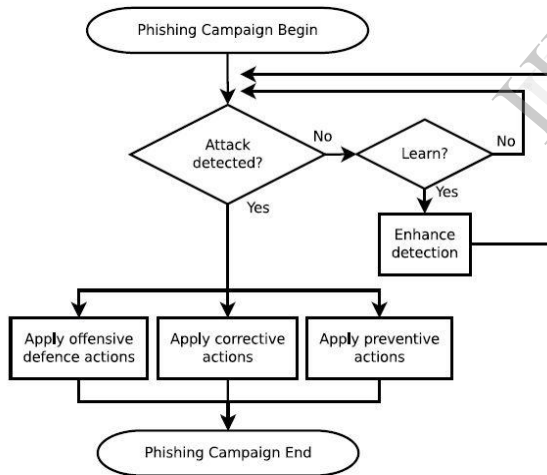 Phishing Campaign Begin
Attack
detected?
No
Learn?
No
Yes
Yes
Enhance
detection
Apply offensive
defence actions
Apply corrective
actions
Apply preventive
actions
Phishing Campaign End